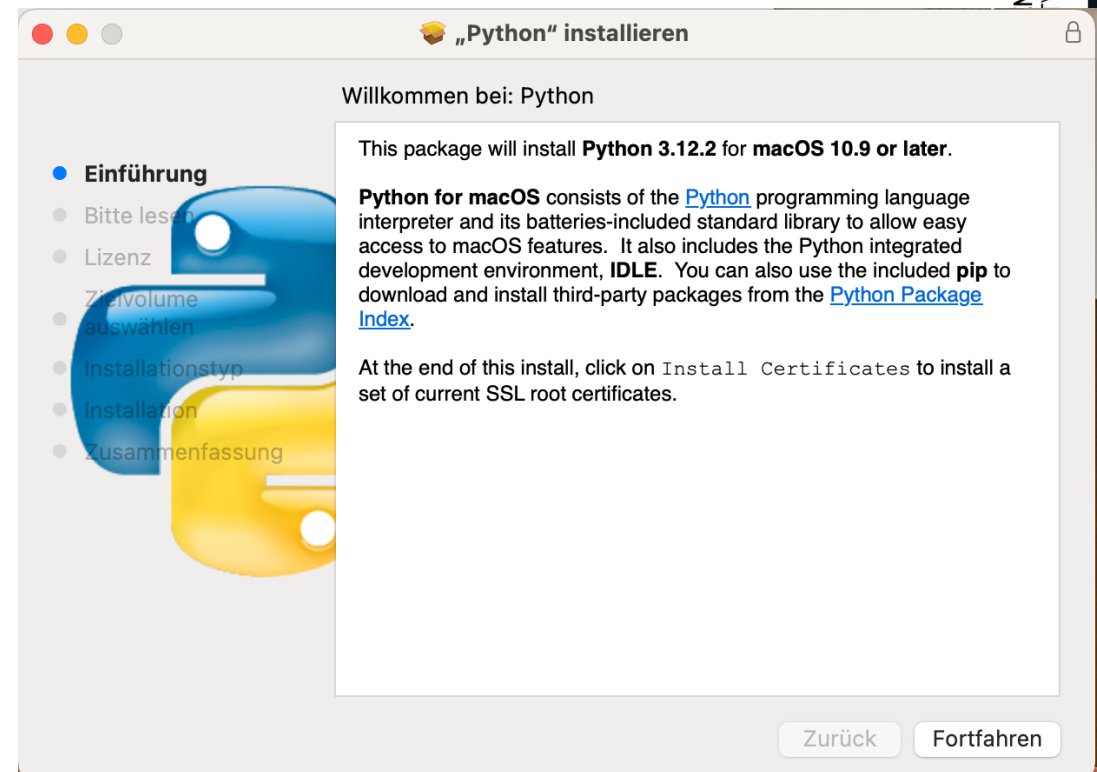 „Python“ installieren
Willkommen bei: Python
Einführung
Bitte lesen
Lizenz
Zielvolume
auswählen
Installationstyp
Installation
Zusammenfassung
This package will install Python 3.12.2 for macOS 10.9 or later.
Python for macOS consists of the Python programming language
interpreter and its batteries-included standard library to allow easy
access to macOS features.  It also includes the Python integrated
development environment, IDLE.  You can also use the included pip to
download and install third-party packages from the Python Package
Index.
At the end of this install, click on Install Certificates to install a
set of current SSL root certificates.
Zurück
Fortfahren